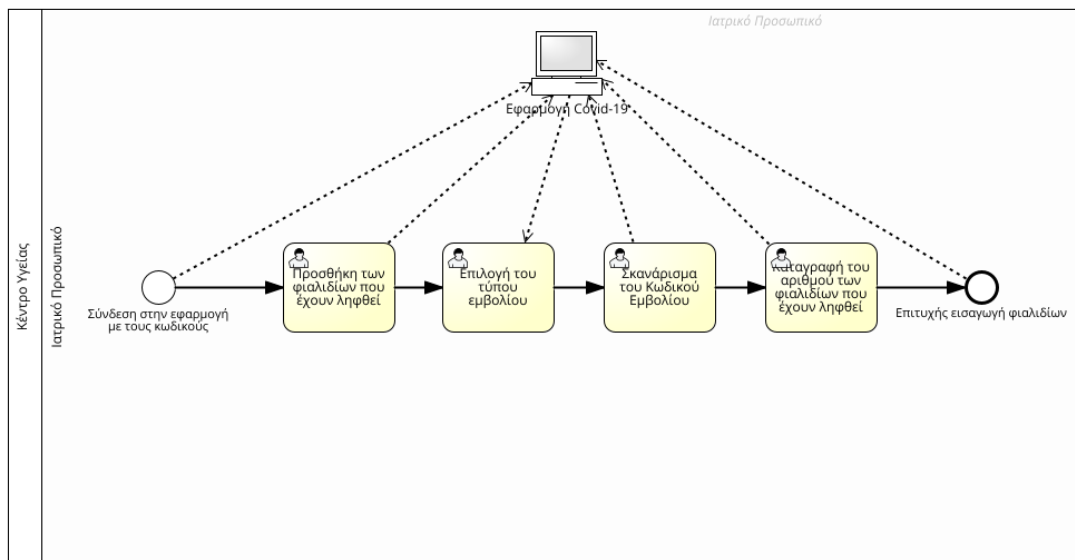 Ιατρικό Προσωπικό
Εφαρμογή Covid-19
Κέντρο Υγείας
Ιατρικό Προσωπικό
Σύνδεση στην εφαρμογή
με τους κωδικούς
Προσθήκη των
φιαλιδίων που
έχουν ληφθεί
Επιλογή του
τύπου
εμβολίου
Σκανάρισμα
του Κωδικού
Εμβολίου
Καταγραφή του
αριθμού των
φιαλιδίων που
έχουν ληφθεί
Επιτυχής εισαγωγή φιαλιδίων